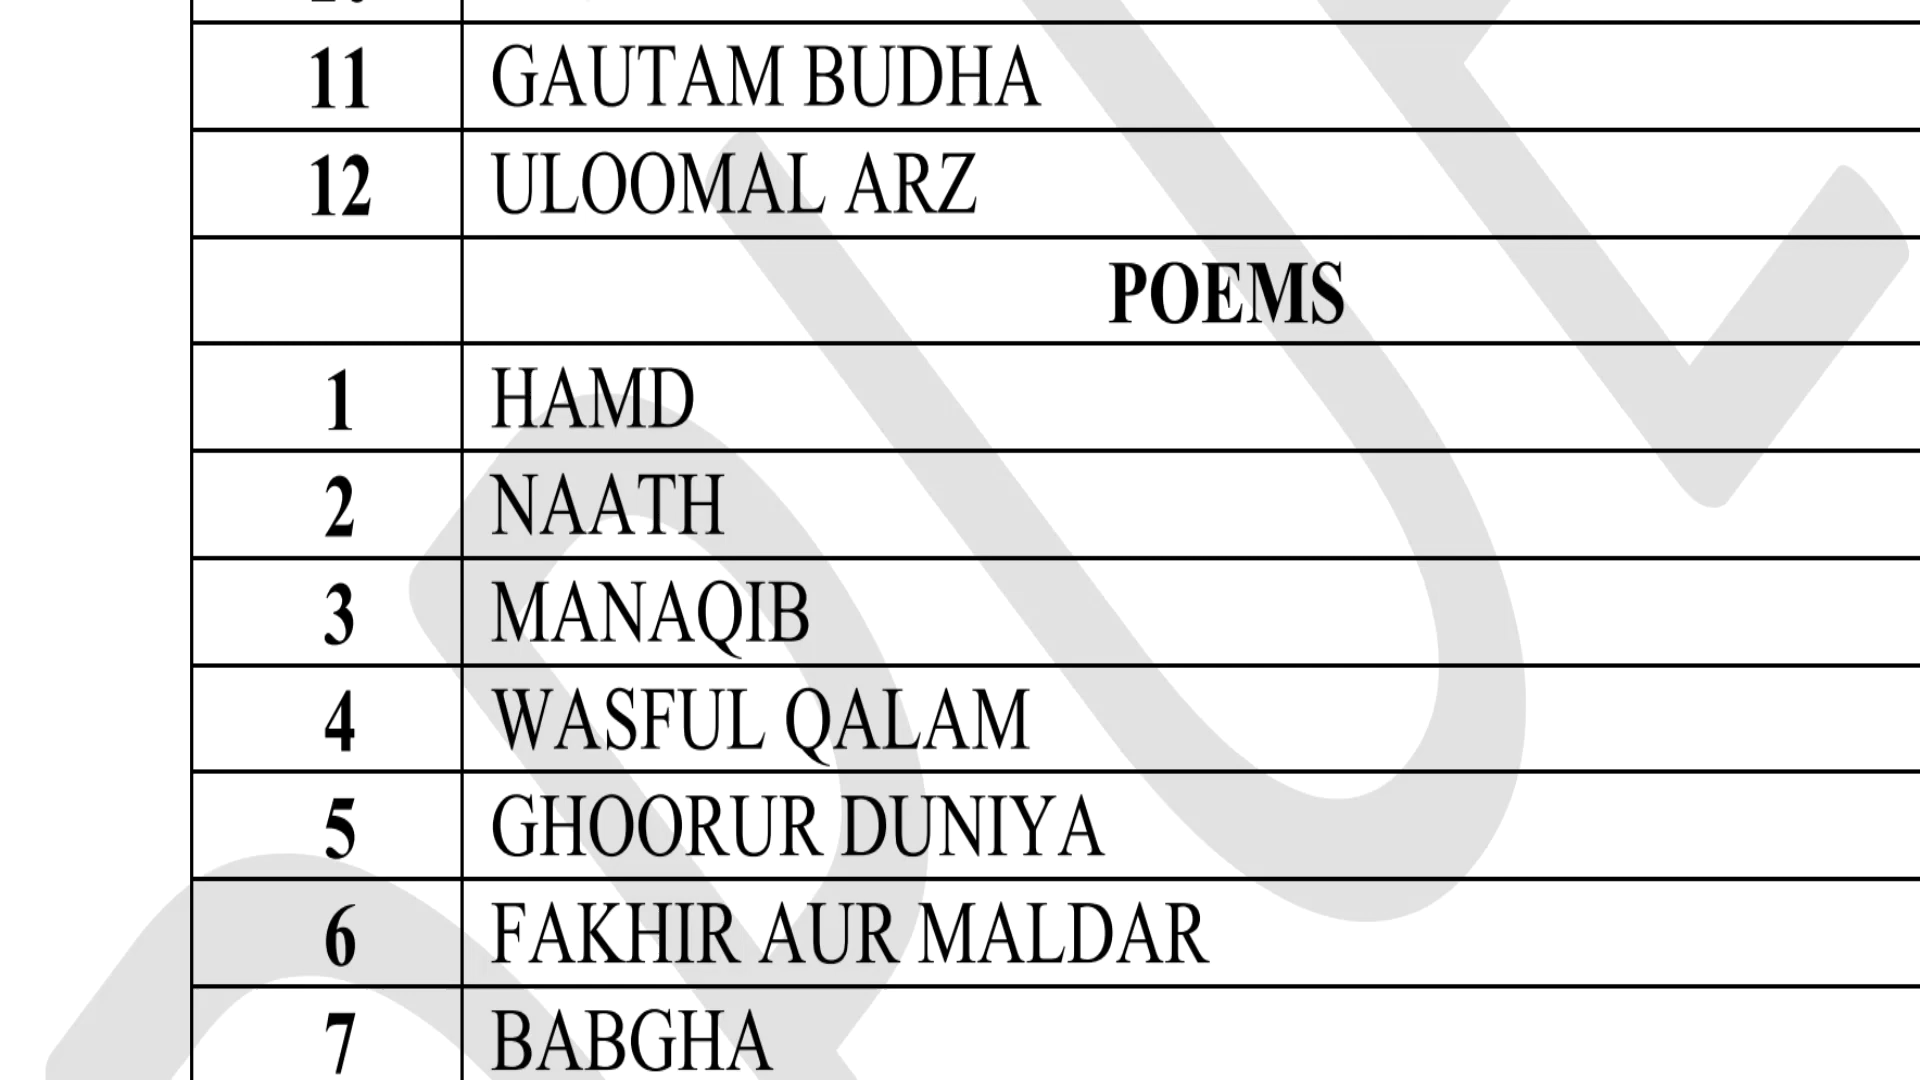 11 GAUTAM BUDHA
12 ULOOMAL ARZ
POEMS
1 HAMD
2 NAATH
3 MANAQIB
4 WASFUL QALAM
5 GHOORUR DUNIYA
6 FAKHIR AUR MALDAR
7 BABGHA